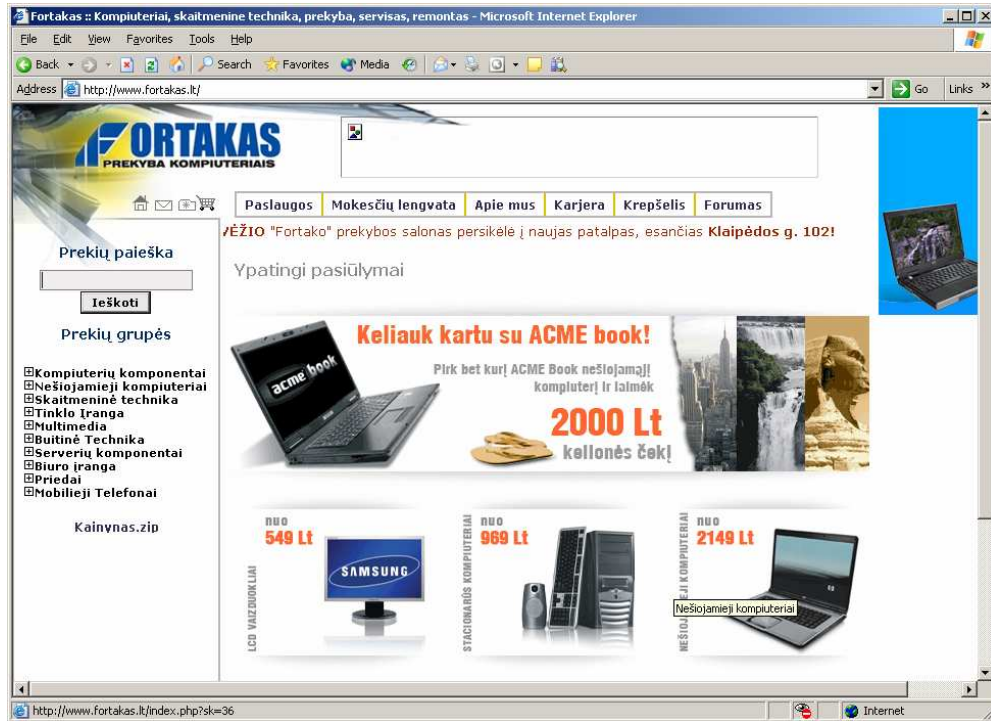 Fortakas :: Kompiuteriai, skaitmenine technika, prekyba, servisas, remontas - Microsoft Internet Explorer
File Edit View Favorites Tools Help
Back Search Favorites Media
Address http://www.fortakas.lt/ Go Links »
FORTAKAS
PREKYBA KOMPIUTERIAIS
Paslaugos Mokesčių lengvata Apie mus Karjera Krepšelis Forumas
VĖŽIO "Fortako" prekybos salonas persikėlė į naujas patalpas, esančias Klaipėdos g. 102!
Prekių paieška
Ieškoti
Prekių grupės
Kompiuterių komponentai
Nešiojamieji kompiuteriai
Skaitmeninė technika
Tinklo Įranga
Multimedia
Buitinė Technika
Serverių komponentai
Biuro įranga
Priedai
Mobilieji Telefonai
Kainynas.zip
Ypatingi pasiūlymai
acme book
Keliauk kartu su ACME book!
Pirk bet kurį ACME Book nešiojamąjį
kompiuterį ir laimėk
2000 Lt
kelionės čekį
nuo
549 Lt
LCD VAIZDUOKLIAI
SAMSUNG
nuo
969 Lt
STACIONARŪS KOMPIUTERIAI
nuo
2149 Lt
NEŠIOJAMIEJI KOMPIUTERIAI
Nešiojamieji kompiuteriai
http://www.fortakas.lt/index.php?sk=36 Internet